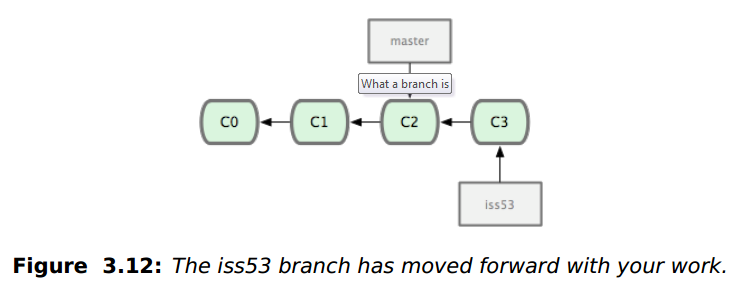 master
What a branch is
C0 C1 C2 C3
iss53
Figure 3.12: The iss53 branch has moved forward with your work.